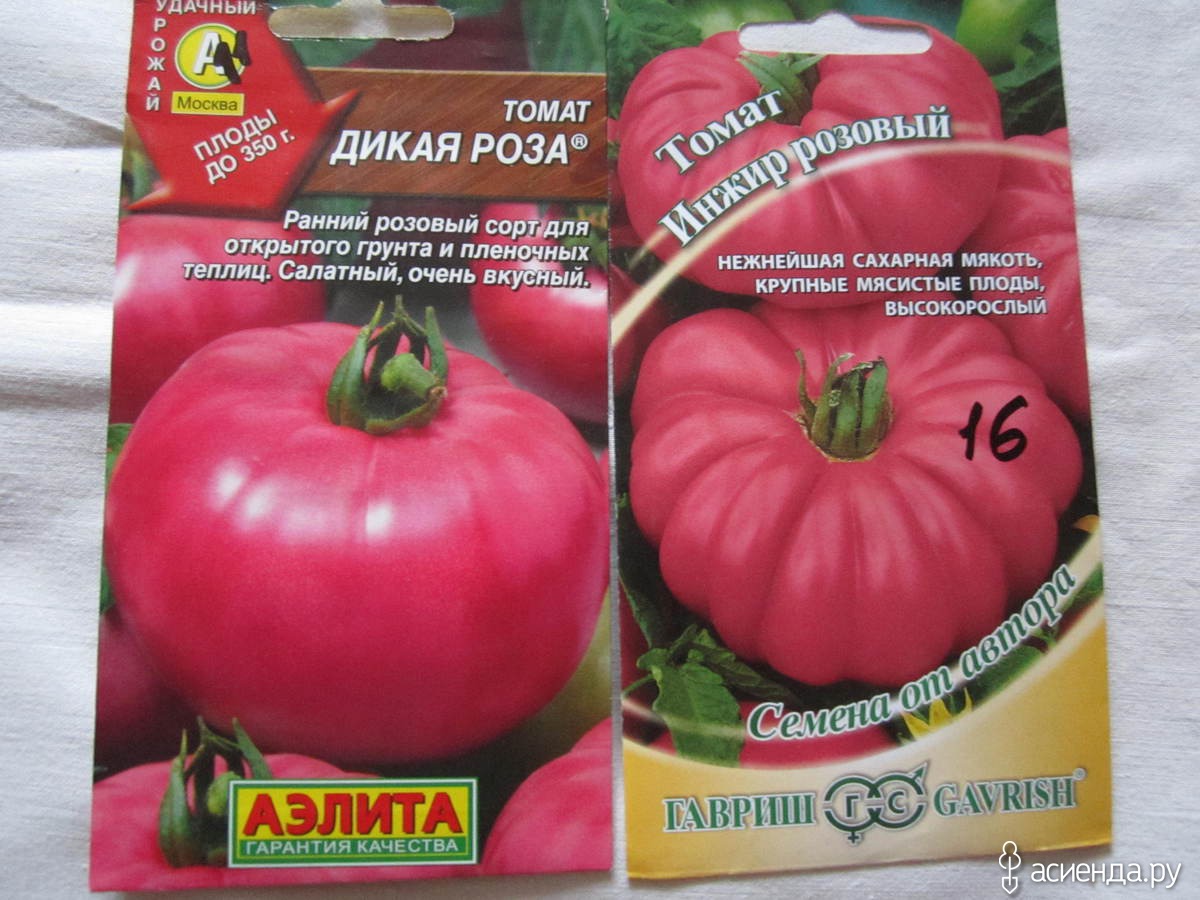 УДАЧНЫЙ
УРОЖАЙ
А
Москва
ПЛОДЫ
ДО 350 г.
ТОМАТ
ДИКАЯ РОЗА®
Ранний розовый сорт для
открытого грунта и пленочных
теплиц. Салатный, очень вкусный.
АЭЛИТА
ГАРАНТИЯ КАЧЕСТВА
Томат
Инжир розовый
НЕЖНЕЙШАЯ САХАРНАЯ МЯКОТЬ,
КРУПНЫЕ МЯСИСТЫЕ ПЛОДЫ,
ВЫСОКОРОСЛЫЙ
16
Семена от автора
ГАВРИШ Г С GAVRISH®
асиенда.ру